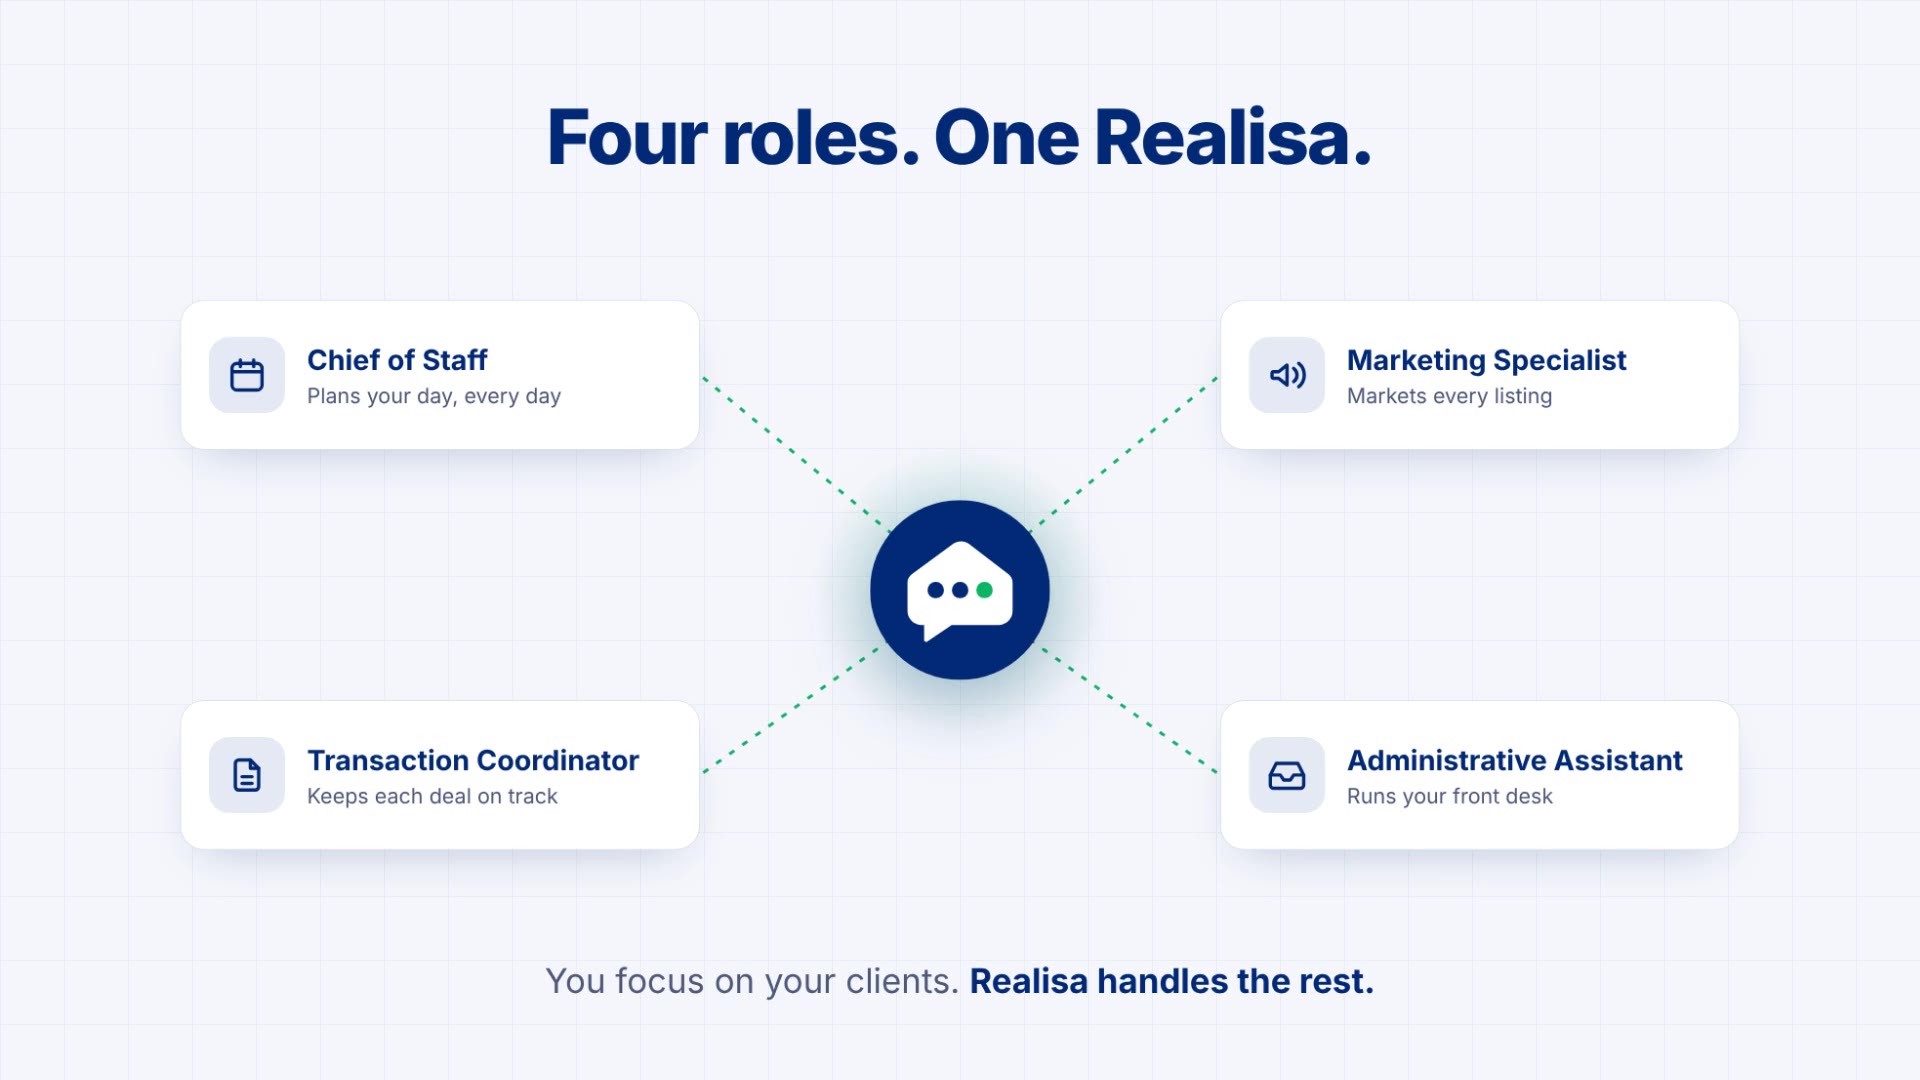 Four roles. One Realisa.
Chief of Staff
Plans your day, every day
Marketing Specialist
Markets every listing
Transaction Coordinator
Keeps each deal on track
Administrative Assistant
Runs your front desk
You focus on your clients. Realisa handles the rest.